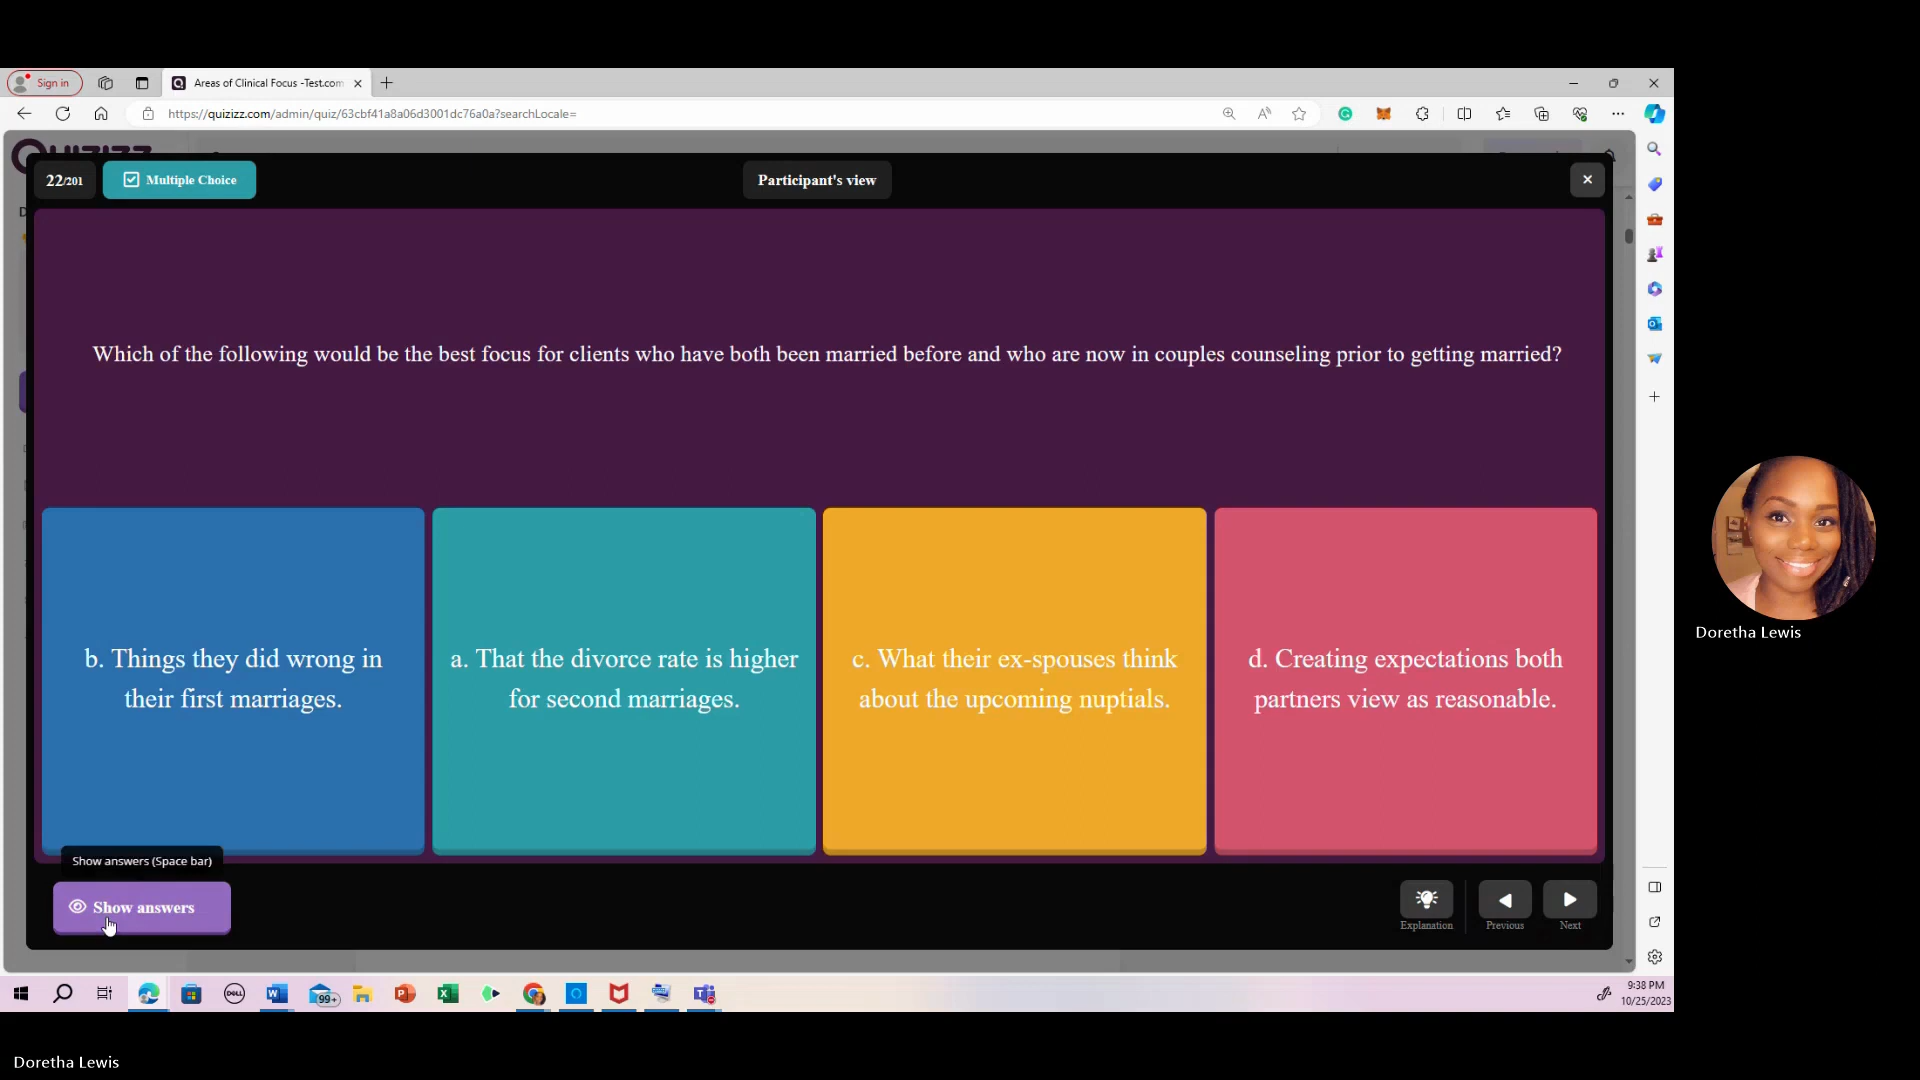 Sign in
Areas of Clinical Focus -Test.com
https://quizizz.com/admin/quiz/63cbf41a8a06d3001dc76a0a?searchLocale=
22/201
Multiple Choice
Participant's view
Which of the following would be the best focus for clients who have both been married before and who are now in couples counseling prior to getting married?
b. Things they did wrong in
their first marriages.
a. That the divorce rate is higher
for second marriages.
c. What their ex-spouses think
about the upcoming nuptials.
d. Creating expectations both
partners view as reasonable.
Show answers (Space bar)
Show answers
Explanation
Previous
Next
Doretha Lewis
DELL
99+
9:38 PM
10/25/2023
Doretha Lewis